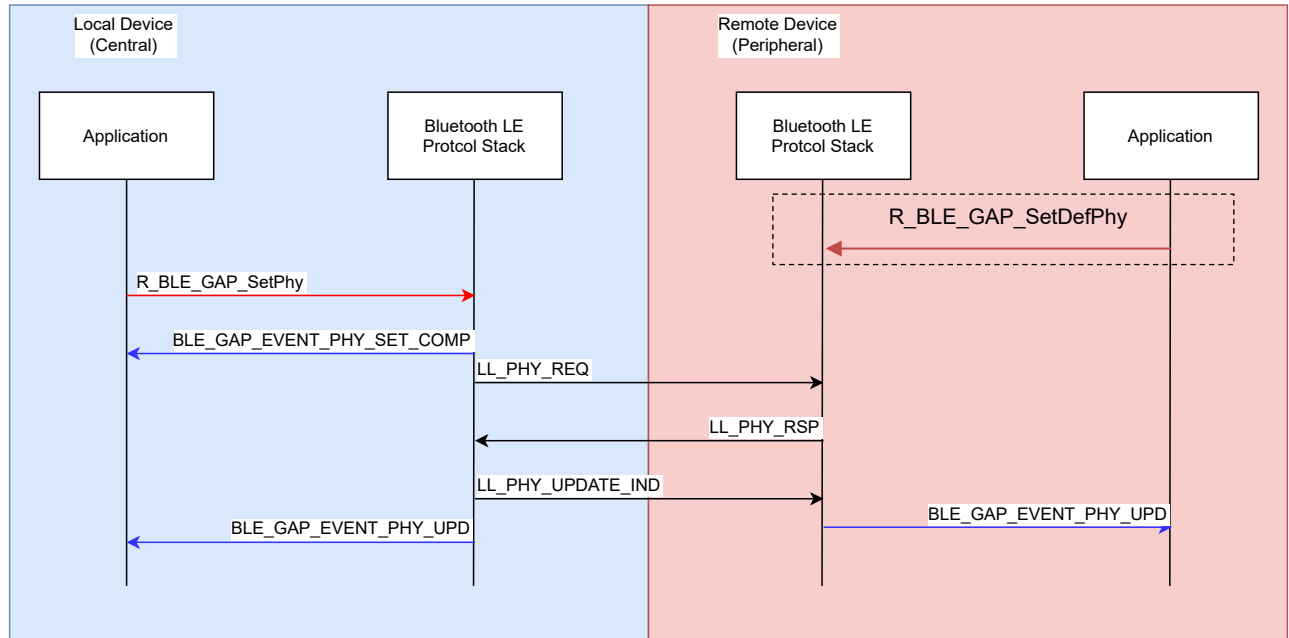 Local Device
(Central)
Remote Device
(Peripheral)
Application
Bluetooth LE
Protcol Stack
Bluetooth LE
Protcol Stack
Application
R_BLE_GAP_SetDefPhy
R_BLE_GAP_SetPhy
BLE_GAP_EVENT_PHY_SET_COMP
LL_PHY_REQ
LL_PHY_RSP
LL_PHY_UPDATE_IND
BLE_GAP_EVENT_PHY_UPD
BLE_GAP_EVENT_PHY_UPD